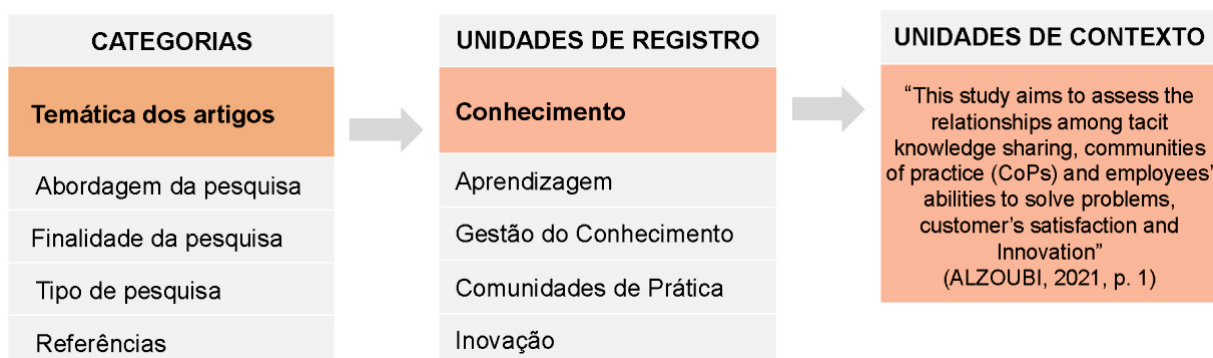 CATEGORIAS
Temática dos artigos
Abordagem da pesquisa
Finalidade da pesquisa
Tipo de pesquisa
Referências
UNIDADES DE REGISTRO
Conhecimento
Aprendizagem
Gestão do Conhecimento
Comunidades de Prática
Inovação
UNIDADES DE CONTEXTO
“This study aims to assess the
relationships among tacit
knowledge sharing, communities
of practice (CoPs) and employees’
abilities to solve problems,
customer’s satisfaction and
Innovation”
(ALZOUBI, 2021, p. 1)